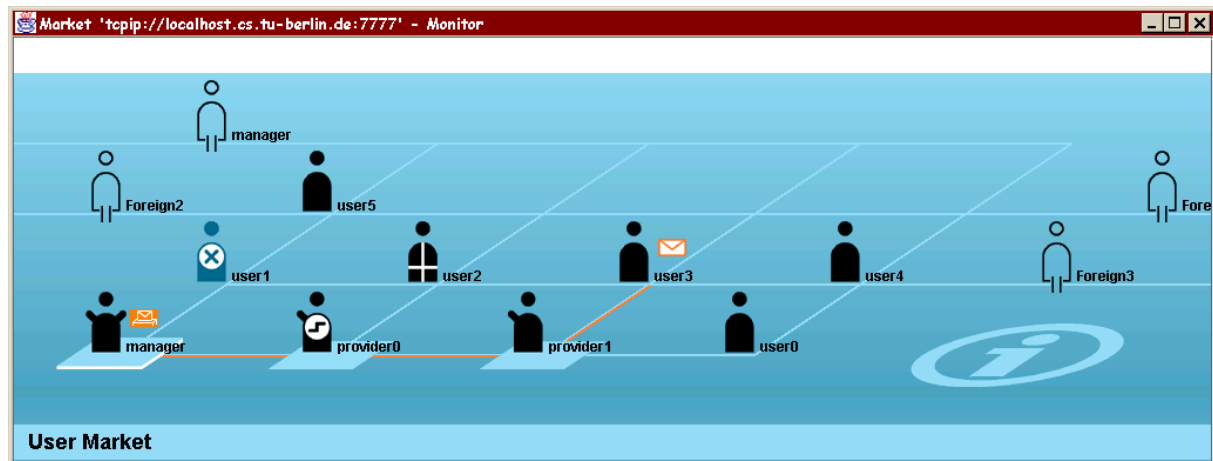 Market 'tcpip://localhost.cs.tu-berlin.de:7777' - Monitor
manager
Foreign2
user5
Fore
user1
user2
user3
user4
Foreign3
manager
provider0
provider1
user0
i
User Market